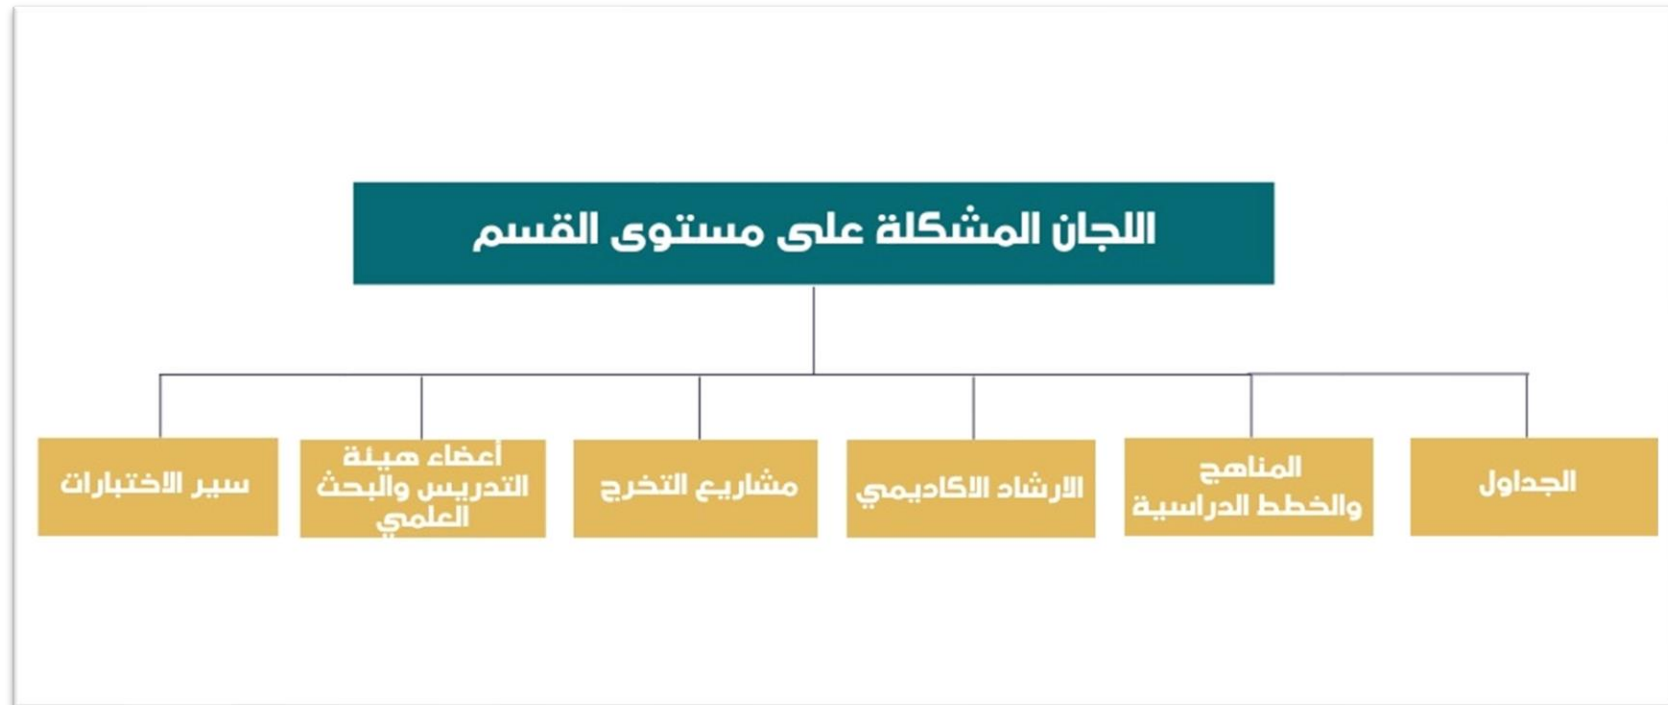 اللجان المشكلة على مستوى القسم
الجداول
المناهج
والخطط الدراسية
الارشاد الاكاديمي
مشاريع التخرج
أعضاء هيئة
التدريس والبحث
العلمي
سير الاختبارات